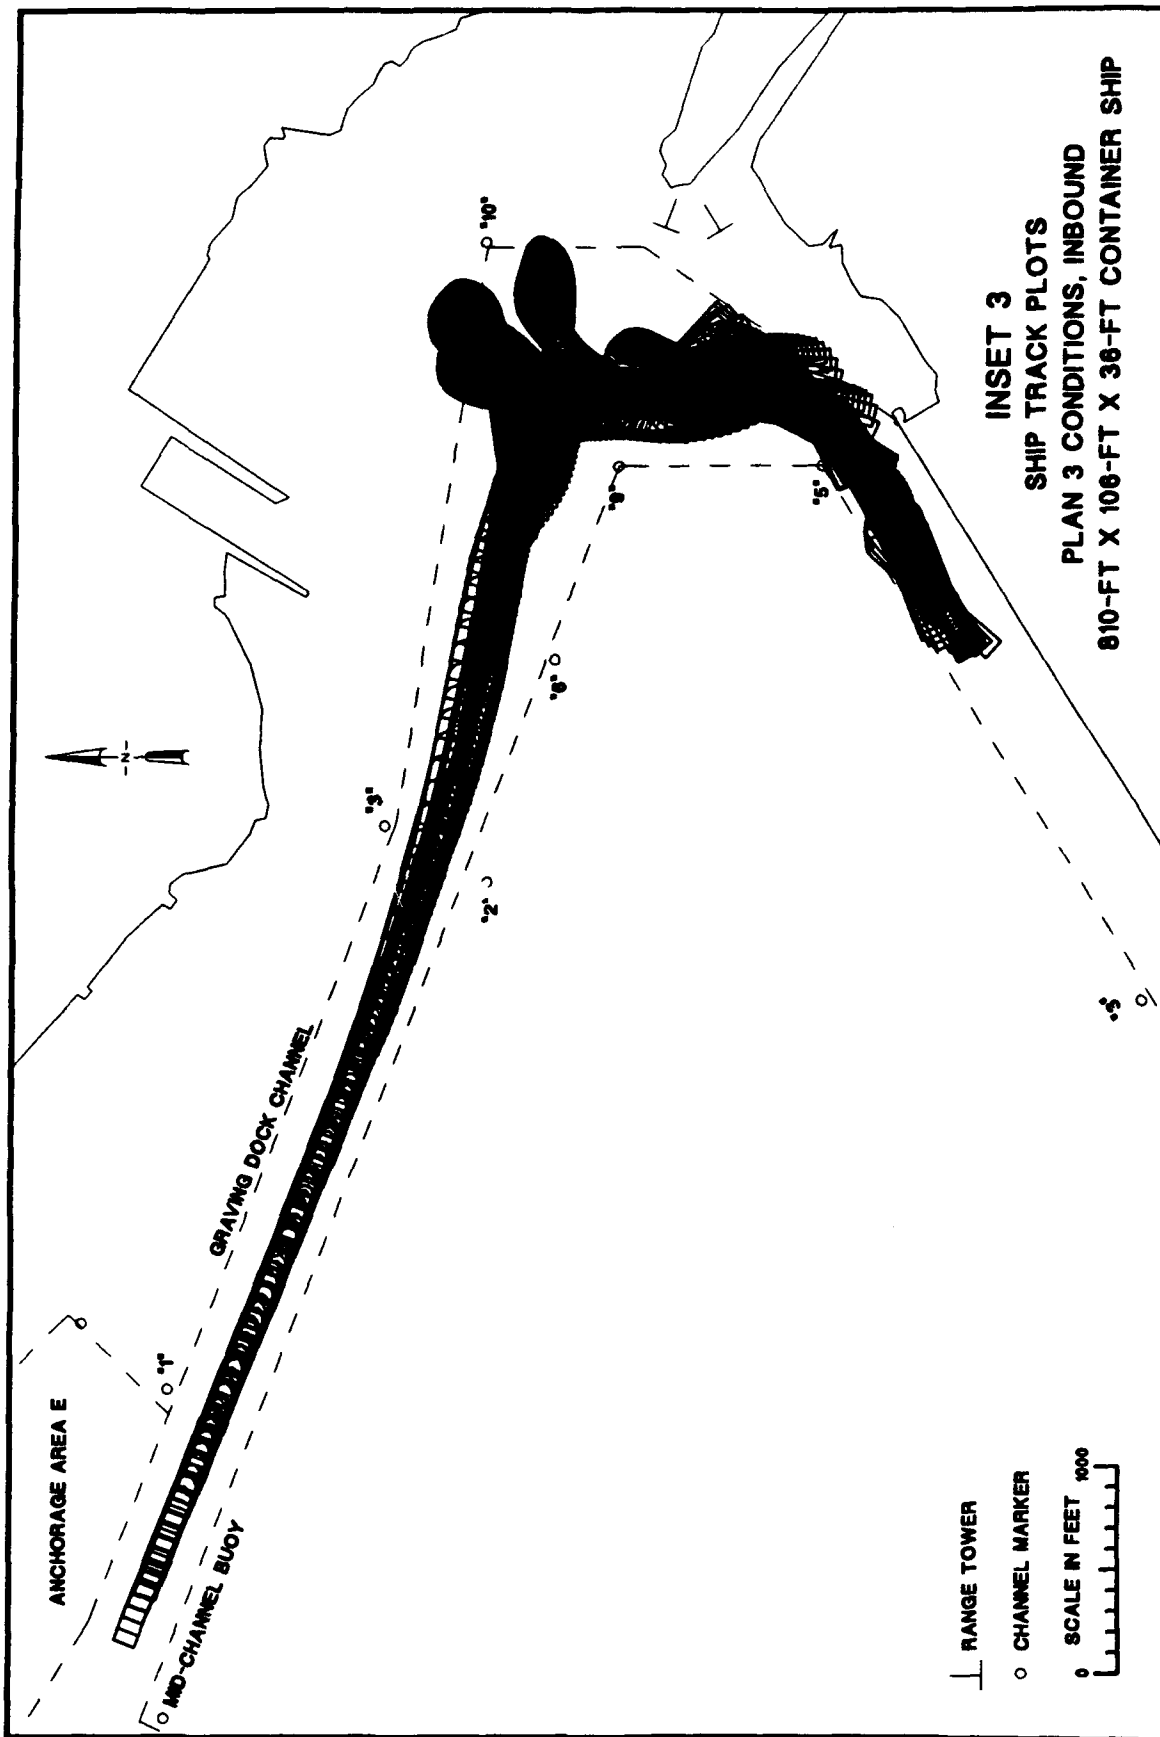 ANCHORAGE AREA E
"1"
MID-CHANNEL BUOY
GRAVING DOCK CHANNEL
"3"
"2"
"6"
N
"10"
"9"
"5"
"5"
RANGE TOWER
CHANNEL MARKER
SCALE IN FEET
0 1000
INSET 3
SHIP TRACK PLOTS
PLAN 3 CONDITIONS, INBOUND
810-FT X 106-FT X 36-FT CONTAINER SHIP